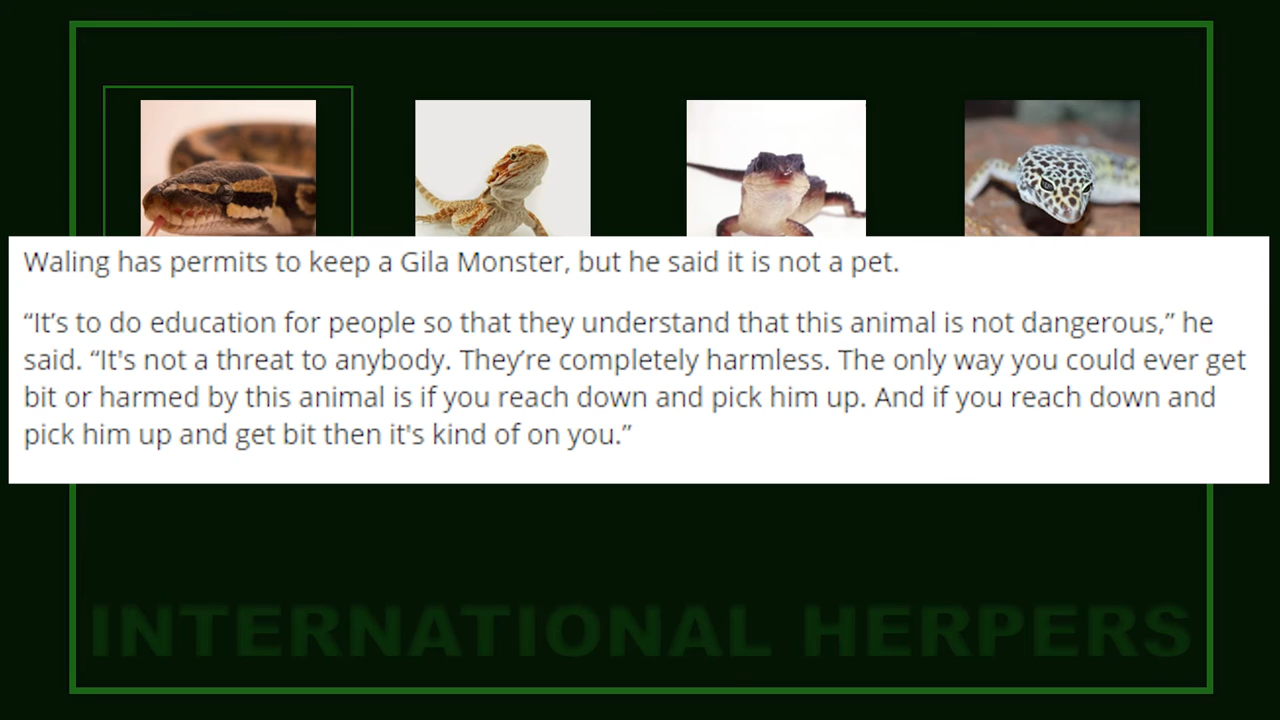 Waling has permits to keep a Gila Monster, but he said it is not a pet.
“It’s to do education for people so that they understand that this animal is not dangerous,” he
said. “It's not a threat to anybody. They’re completely harmless. The only way you could ever get
bit or harmed by this animal is if you reach down and pick him up. And if you reach down and
pick him up and get bit then it's kind of on you.”
INTERNATIONAL HERPERS